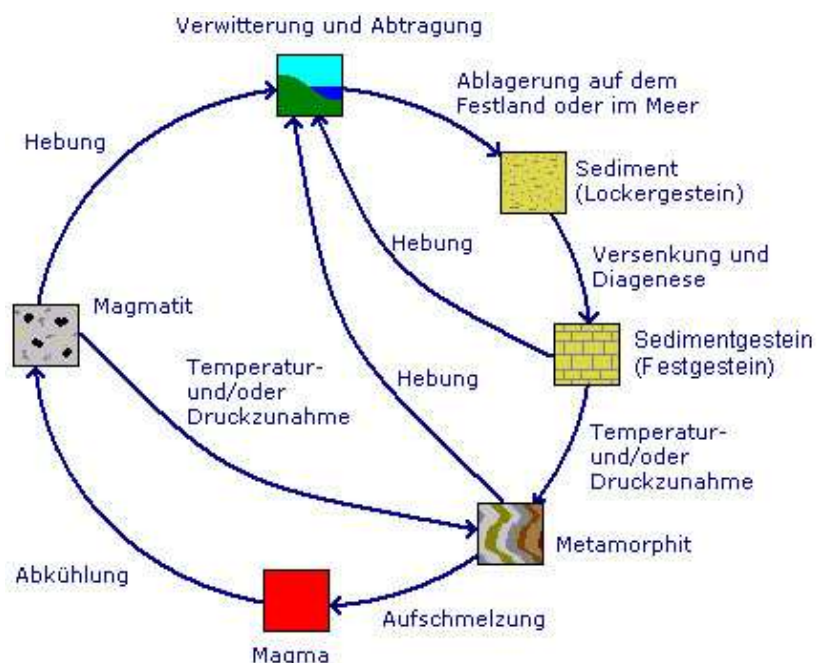 Verwitterung und Abtragung
Ablagerung auf dem
Festland oder im Meer
Hebung
Sediment
(Lockergestein)
Hebung
Versenkung und
Diagenese
Magmatit
Sedimentgestein
(Festgestein)
Temperatur-
und/oder
Druckzunahme
Hebung
Temperatur-
und/oder
Druckzunahme
Metamorphit
Abkühlung
Aufschmelzung
Magma